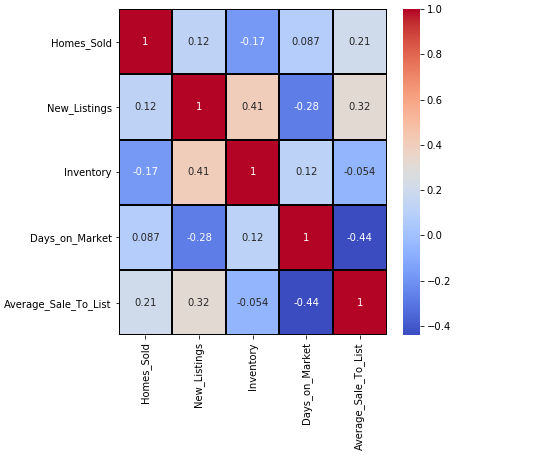 Homes_Sold 1 0.12 -0.17 0.087 0.21
New_Listings 0.12 1 0.41 -0.28 0.32
Inventory -0.17 0.41 1 0.12 -0.054
Days_on_Market 0.087 -0.28 0.12 1 -0.44
Average_Sale_To_List 0.21 0.32 -0.054 -0.44 1
Homes_Sold
New_Listings
Inventory
Days_on_Market
Average_Sale_To_List
1.0
0.8
0.6
0.4
0.2
0.0
−0.2
−0.4